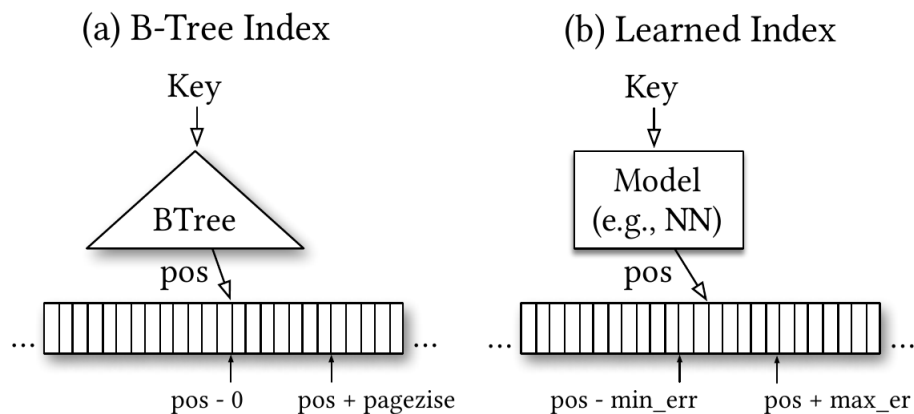 (a) B-Tree Index
Key
BTree
pos
... ...
pos - 0 pos + pagezise
(b) Learned Index
Key
Model
(e.g., NN)
pos
... ...
pos - min_err pos + max_er